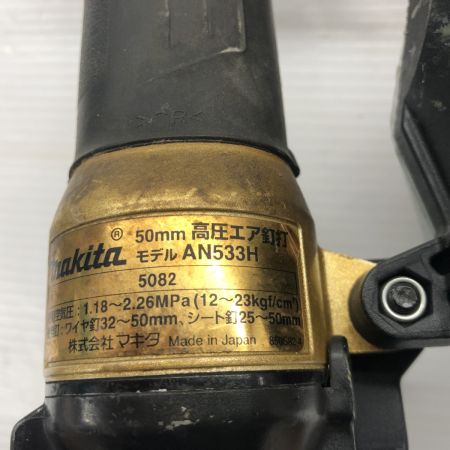 makita® 50mm 高圧エア釘打
モデル AN533H
5082
圧:1.18～2.26MPa(12～23kgf/cm²)
ワイヤ釘32～50mm、シート釘25～50mm
株式会社マキタ Made in Japan